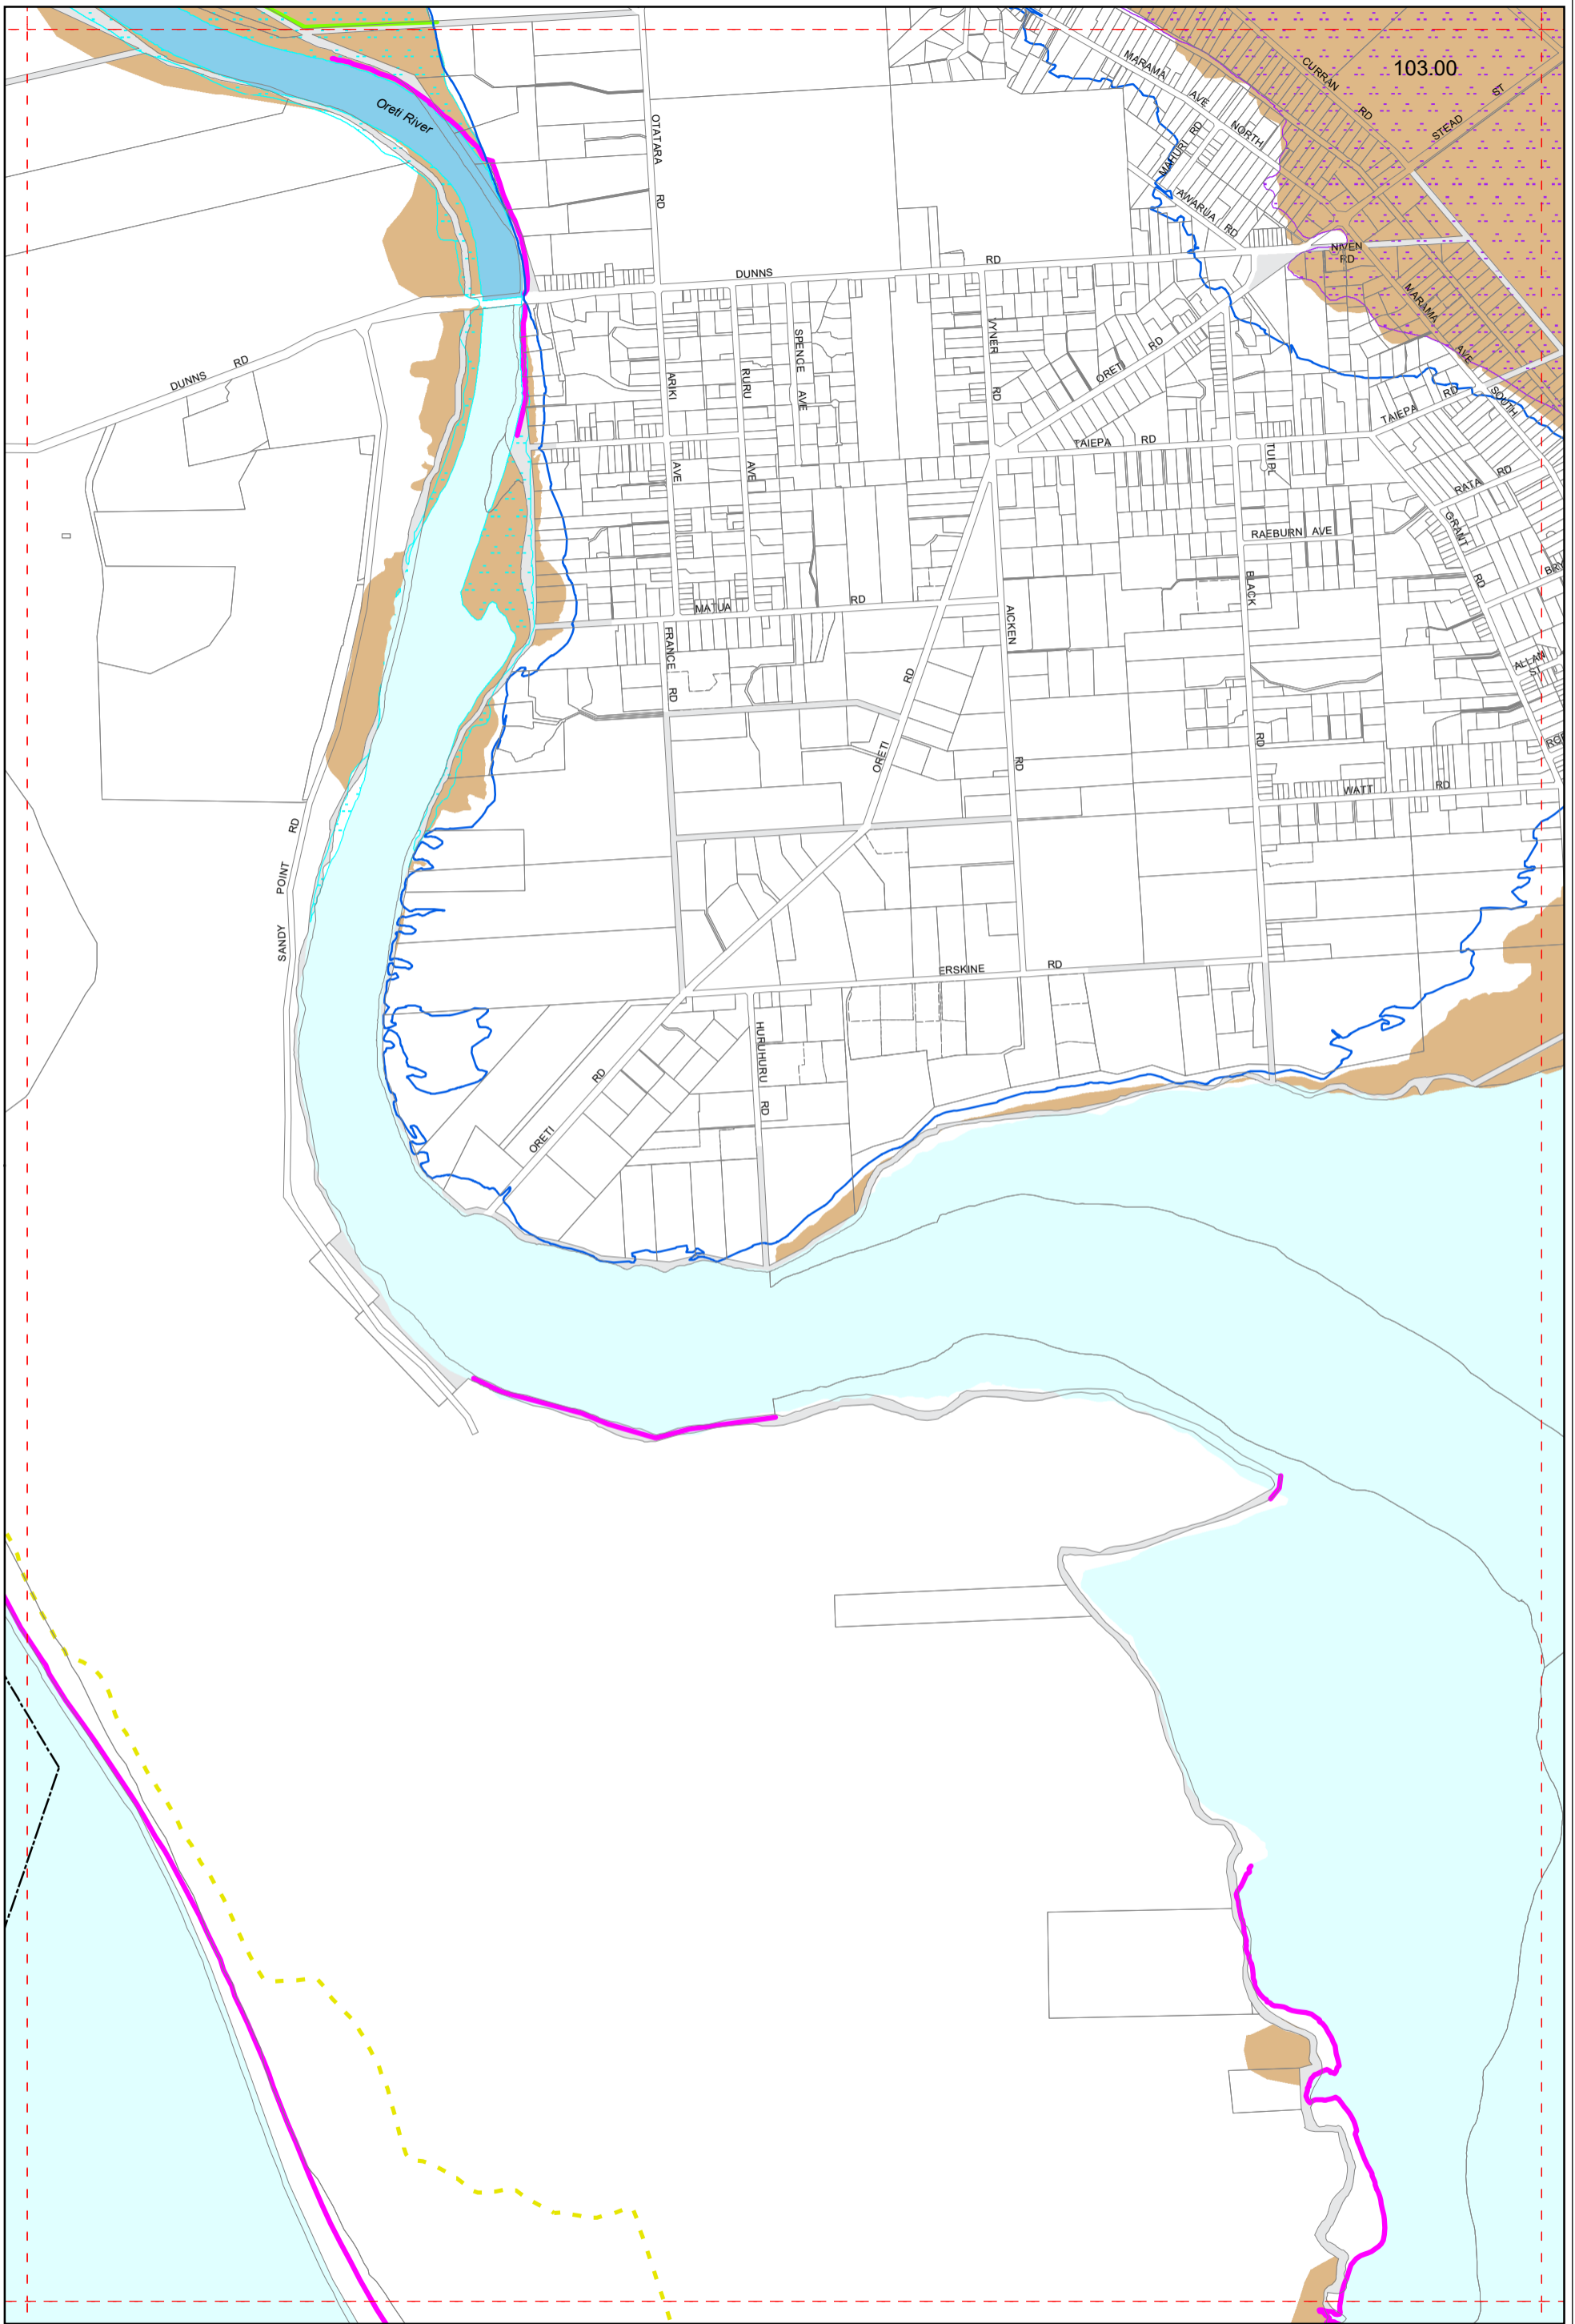 103.00
MARAMA
AVE
NORTH
CURRAN
RD
STEAD
ST
Oreti River
OTATARA
RD
MAHURI
RD
AWARUA
RD
NIVEN
RD
DUNNS
RD
MARAMA
AVE
SOUTH
DUNNS
RD
ARIKI
AVE
RURU
AVE
SPENCE
AVE
VYNER
RD
ORETI
RD
TAIEPA
RD
TAIEPA
RD
TUI PL
RATA
RD
GRANT
RD
RAEBURN
AVE
BLACK
RD
MATUA
RD
FRANCE
RD
AICKEN
RD
ORETI
RD
WATT
RD
SANDY
POINT
RD
ERSKINE
RD
HURUHURU
RD
ORETI
RD